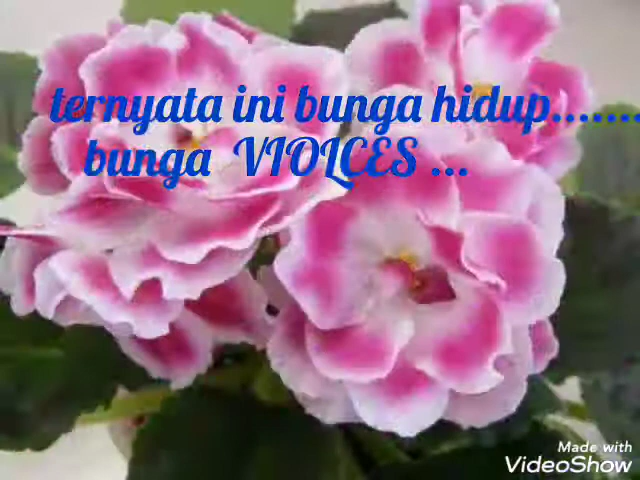 ternyata ini bunga hidup.......
bunga VIOLCES ...
Made with
VideoShow